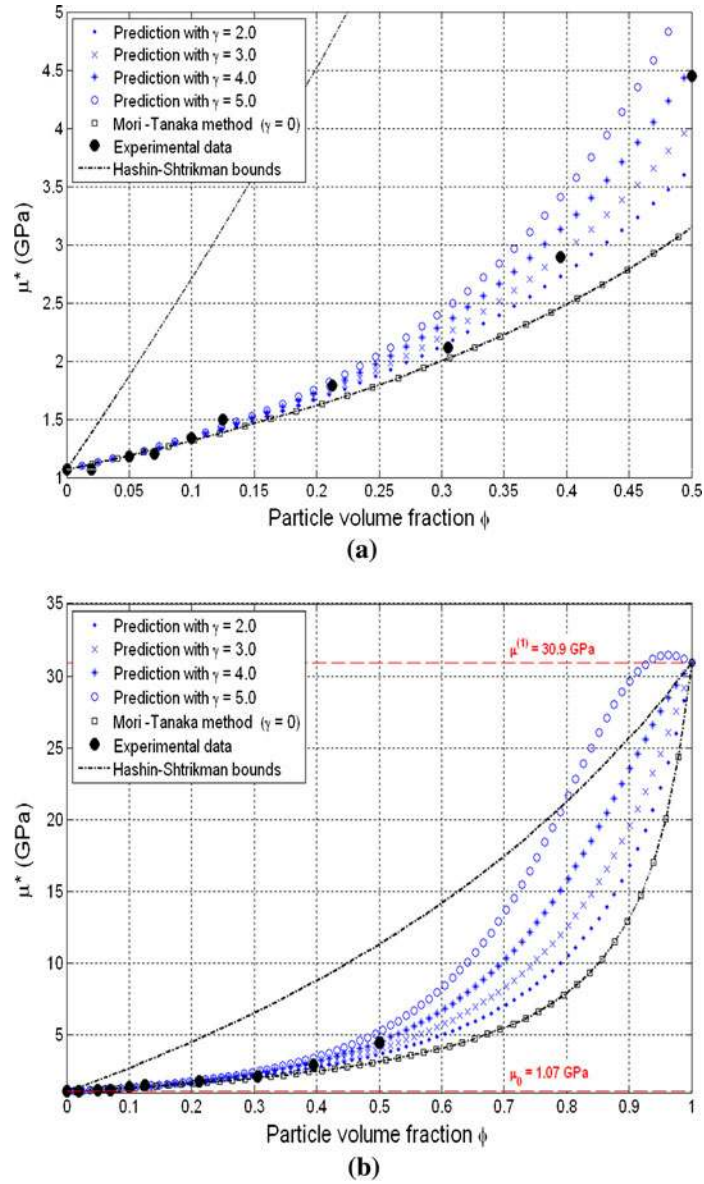 5
4.5
4
3.5
3
2.5
2
1.5
1
μ* (GPa)
Prediction with γ = 2.0
Prediction with γ = 3.0
Prediction with γ = 4.0
Prediction with γ = 5.0
Mori -Tanaka method (γ = 0)
Experimental data
Hashin-Shtrikman bounds
0 0.05 0.1 0.15 0.2 0.25 0.3 0.35 0.4 0.45 0.5
Particle volume fraction ϕ
(a)
35
30
25
20
15
10
5
μ* (GPa)
Prediction with γ = 2.0
Prediction with γ = 3.0
Prediction with γ = 4.0
Prediction with γ = 5.0
Mori -Tanaka method (γ = 0)
Experimental data
Hashin-Shtrikman bounds
μ(1) = 30.9 GPa
μ0 = 1.07 GPa
0 0.1 0.2 0.3 0.4 0.5 0.6 0.7 0.8 0.9 1
Particle volume fraction ϕ
(b)